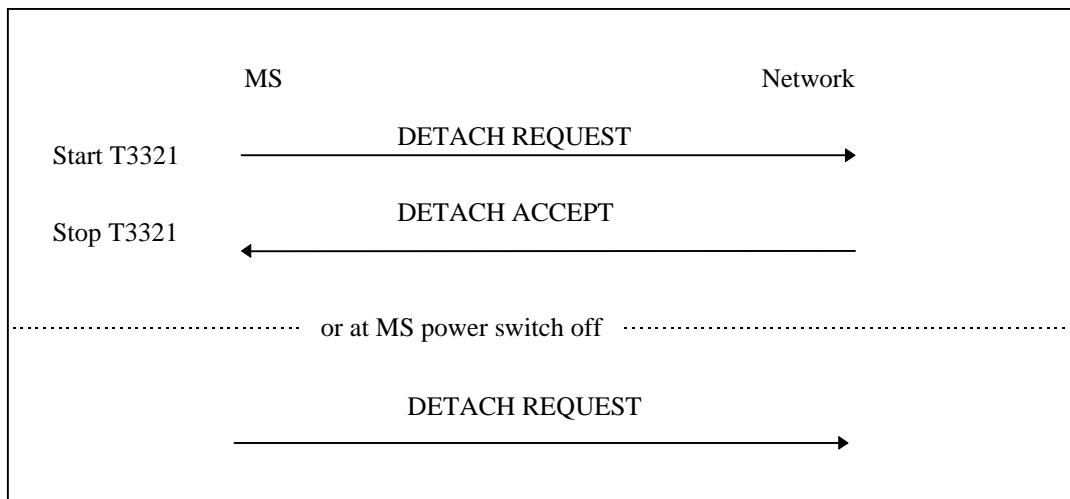 MS Network
Start T3321 DETACH REQUEST
Stop T3321 DETACH ACCEPT
or at MS power switch off
DETACH REQUEST